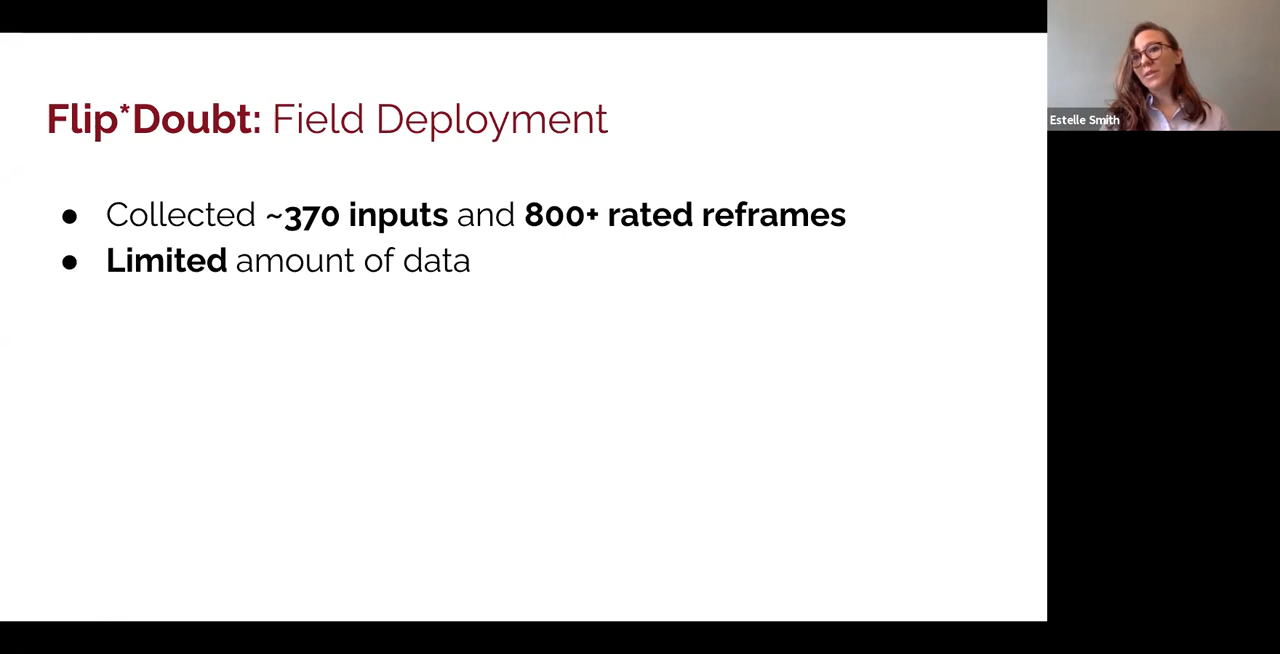 Flip*Doubt: Field Deployment
● Collected ~370 inputs and 800+ rated reframes
● Limited amount of data
Estelle Smith